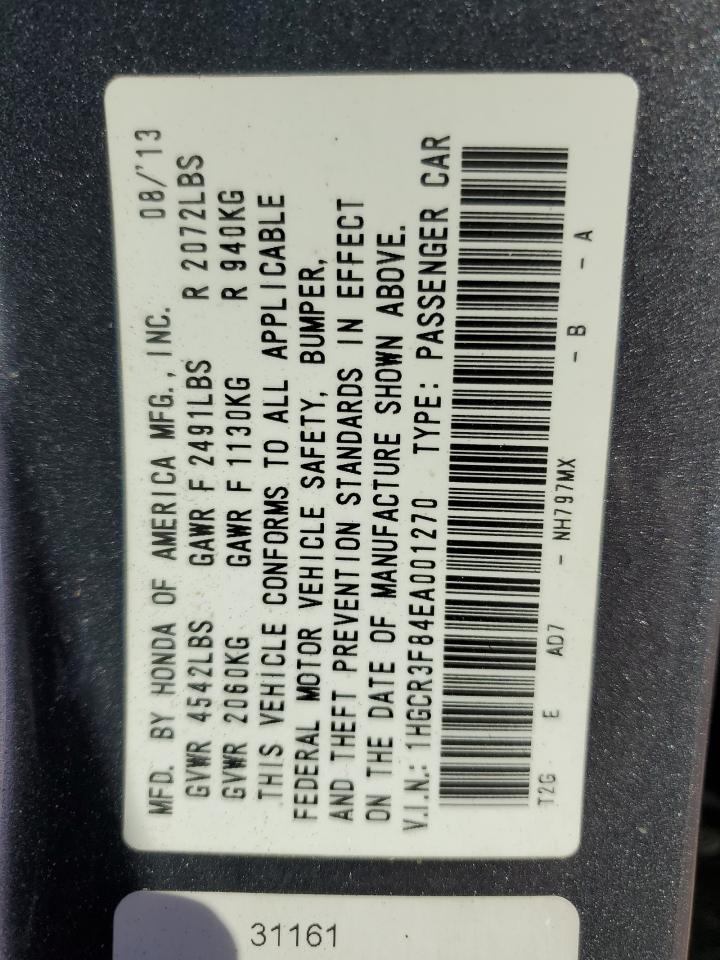 MFD. BY HONDA OF AMERICA MFG., INC. 08/'13
GVWR 4542LBS GAWR F 2491LBS R 2072LBS
GVWR 2060KG GAWR F 1130KG R 940KG
THIS VEHICLE CONFORMS TO ALL APPLICABLE
FEDERAL MOTOR VEHICLE SAFETY, BUMPER,
AND THEFT PREVENTION STANDARDS IN EFFECT
ON THE DATE OF MANUFACTURE SHOWN ABOVE.
V.I.N.: 1HGCR3F84EA001270 TYPE: PASSENGER CAR
T2G E AD7 - NH797MX - B - A
31161